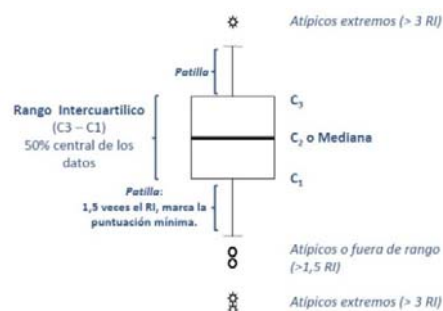 Atípicos extremos (> 3 RI)
Patilla
Rango Intercuartílico
(C3 – C1)
50% central de los
datos
C3
C2 o Mediana
C1
Patilla:
1,5 veces el RI, marca la
puntuación mínima.
Atípicos o fuera de rango
(>1,5 RI)
Atípicos extremos (> 3 RI)